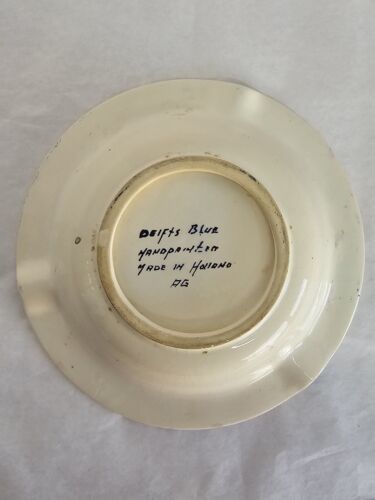 DElfts BluE
HANDpAiNtED
MADE iN HOllAND
AG